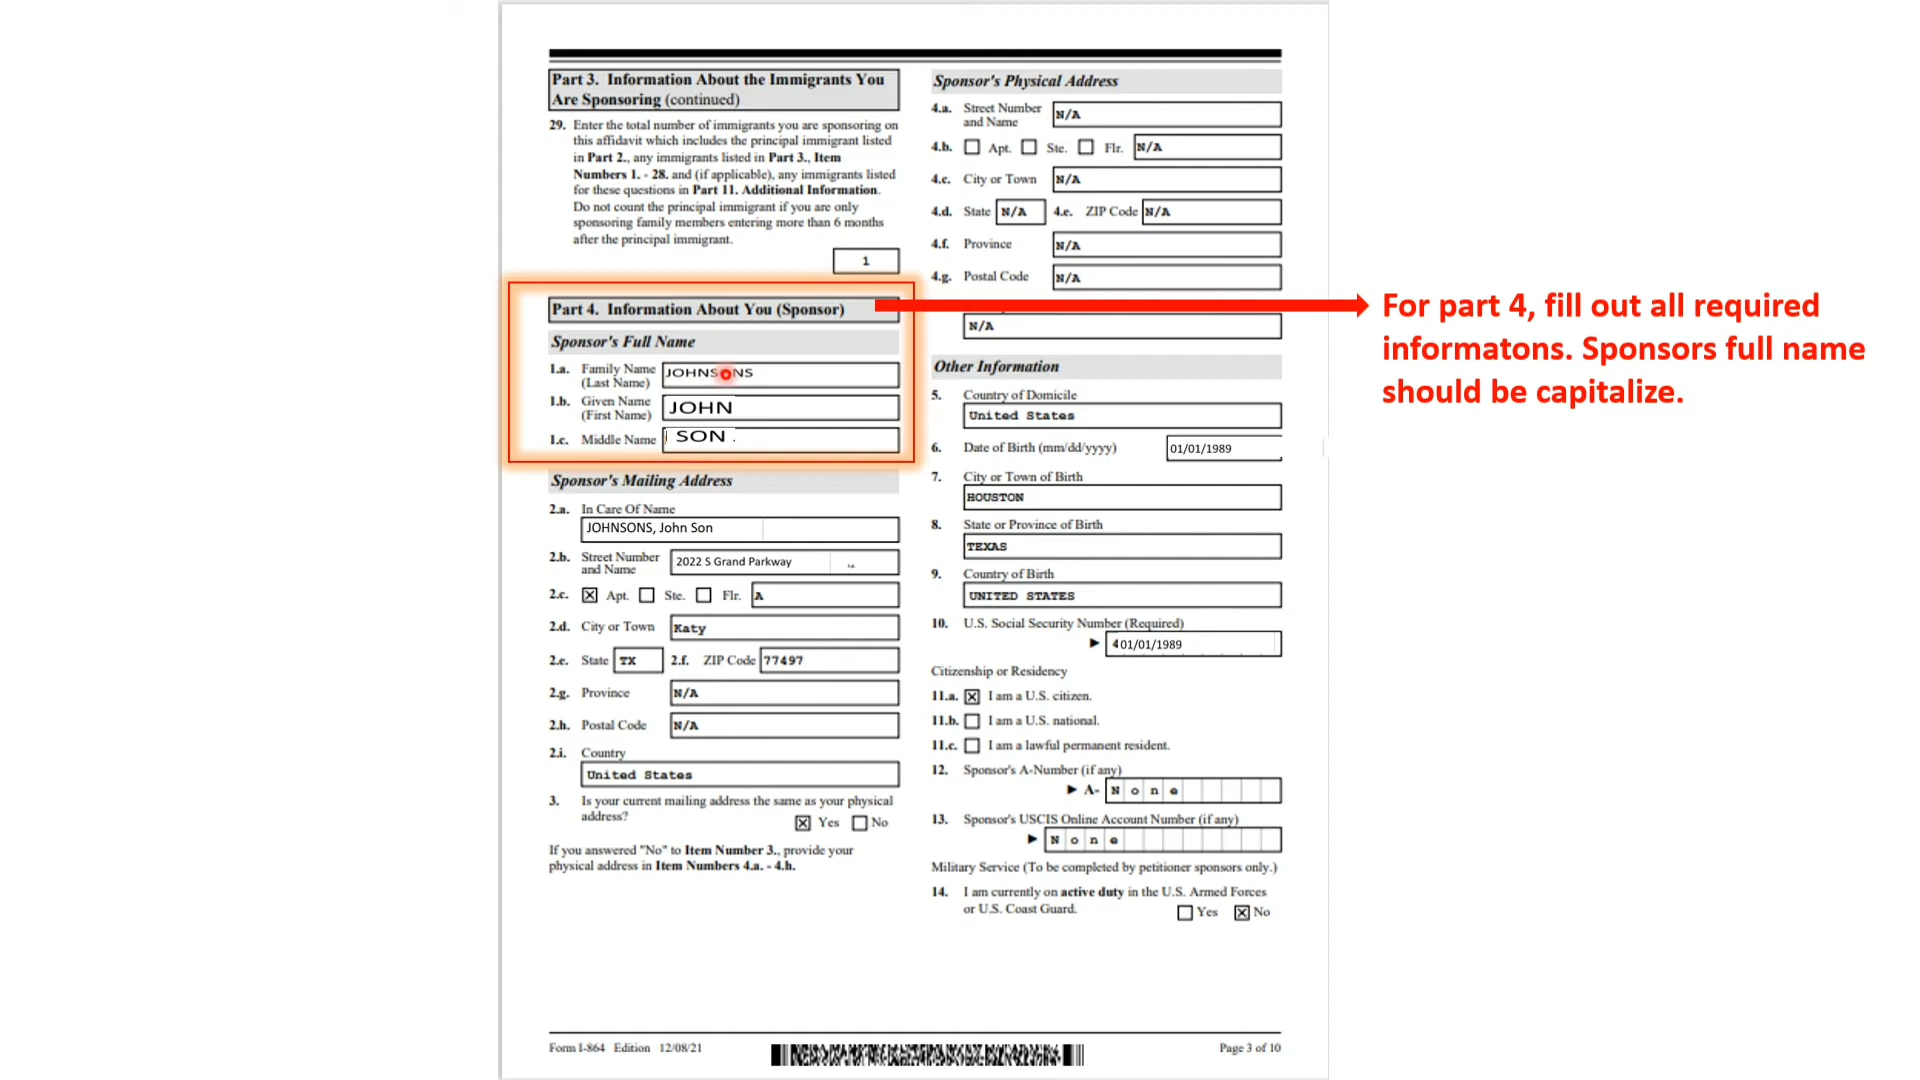 Part 3. Information About the Immigrants You
Are Sponsoring (continued)
29. Enter the total number of immigrants you are sponsoring on
this affidavit which includes the principal immigrant listed
in Part 2., any immigrants listed in Part 3., Item
Numbers 1. - 28. and (if applicable), any immigrants listed
for these questions in Part 11. Additional Information.
Do not count the principal immigrant if you are only
sponsoring family members entering more than 6 months
after the principal immigrant.
1
Part 4. Information About You (Sponsor)
Sponsor's Full Name
1.a. Family Name
(Last Name)
JOHNSONS
1.b. Given Name
(First Name)
JOHN
1.c. Middle Name SON .
Sponsor's Mailing Address
2.a. In Care Of Name
JOHNSONS, John Son
2.b. Street Number
and Name
2022 S Grand Parkway
2.c. Apt. Ste. Flr. A
2.d. City or Town Katy
2.e. State TX 2.f. ZIP Code 77497
2.g. Province N/A
2.h. Postal Code N/A
2.i. Country
United States
3. Is your current mailing address the same as your physical
address?
Yes No
If you answered "No" to Item Number 3., provide your
physical address in Item Numbers 4.a. - 4.h.
Sponsor's Physical Address
4.a. Street Number
and Name
N/A
4.b. Apt. Ste. Flr. N/A
4.c. City or Town N/A
4.d. State N/A 4.e. ZIP Code N/A
4.f. Province N/A
4.g. Postal Code N/A
N/A
Other Information
5. Country of Domicile
United States
6. Date of Birth (mm/dd/yyyy) 01/01/1989
7. City or Town of Birth
HOUSTON
8. State or Province of Birth
TEXAS
9. Country of Birth
UNITED STATES
10. U.S. Social Security Number (Required)
01/01/1989
Citizenship or Residency
11.a. I am a U.S. citizen.
11.b. I am a U.S. national.
11.c. I am a lawful permanent resident.
12. Sponsor's A-Number (if any)
A- None
13. Sponsor's USCIS Online Account Number (if any)
None
Military Service (To be completed by petitioner sponsors only.)
14. I am currently on active duty in the U.S. Armed Forces
or U.S. Coast Guard.
Yes No
Form I-864 Edition 12/08/21
Page 3 of 10
For part 4, fill out all required
informatons. Sponsors full name
should be capitalize.